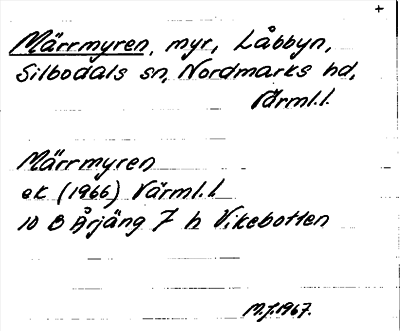 +
Märrmyren, myr, Låbbyn,
Silbodals sn, Nordmarks hd,
Värml.l.
Märrmyren
ek (1966) Värml.l
10 B Årjäng 7 h Vikebotten
M.J.1967.